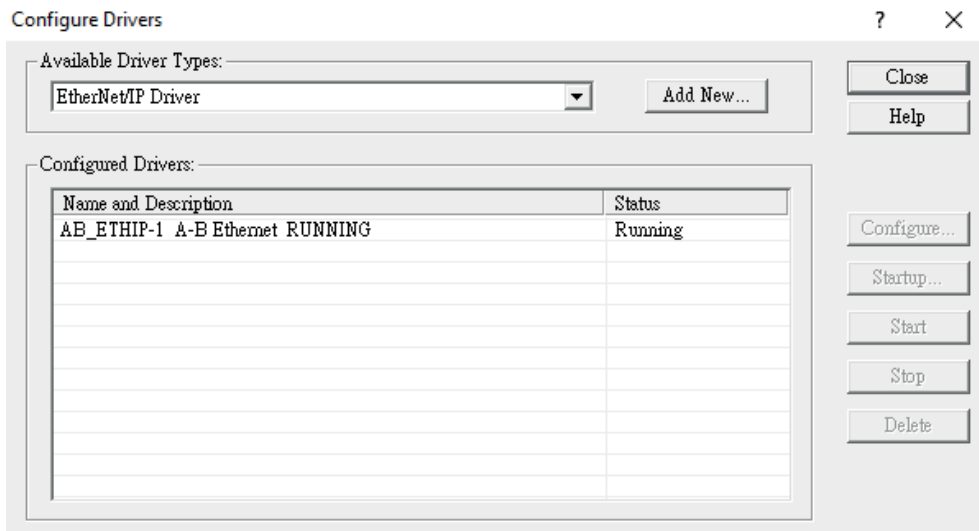 Configure Drivers
? X
Available Driver Types:
EtherNet/IP Driver
Add New...
Close
Help
Configured Drivers:
Name and Description Status
AB_ETHIP-1 A-B Ethernet RUNNING Running
Configure...
Startup...
Start
Stop
Delete